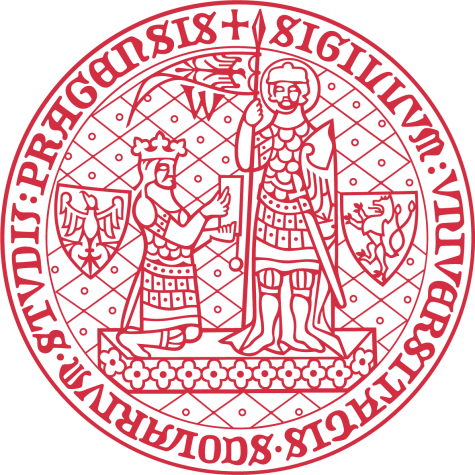 SIGILLVM : VNIVERSITATIS · SCOLARIVM · STVDII : PRAGENSIS +
W